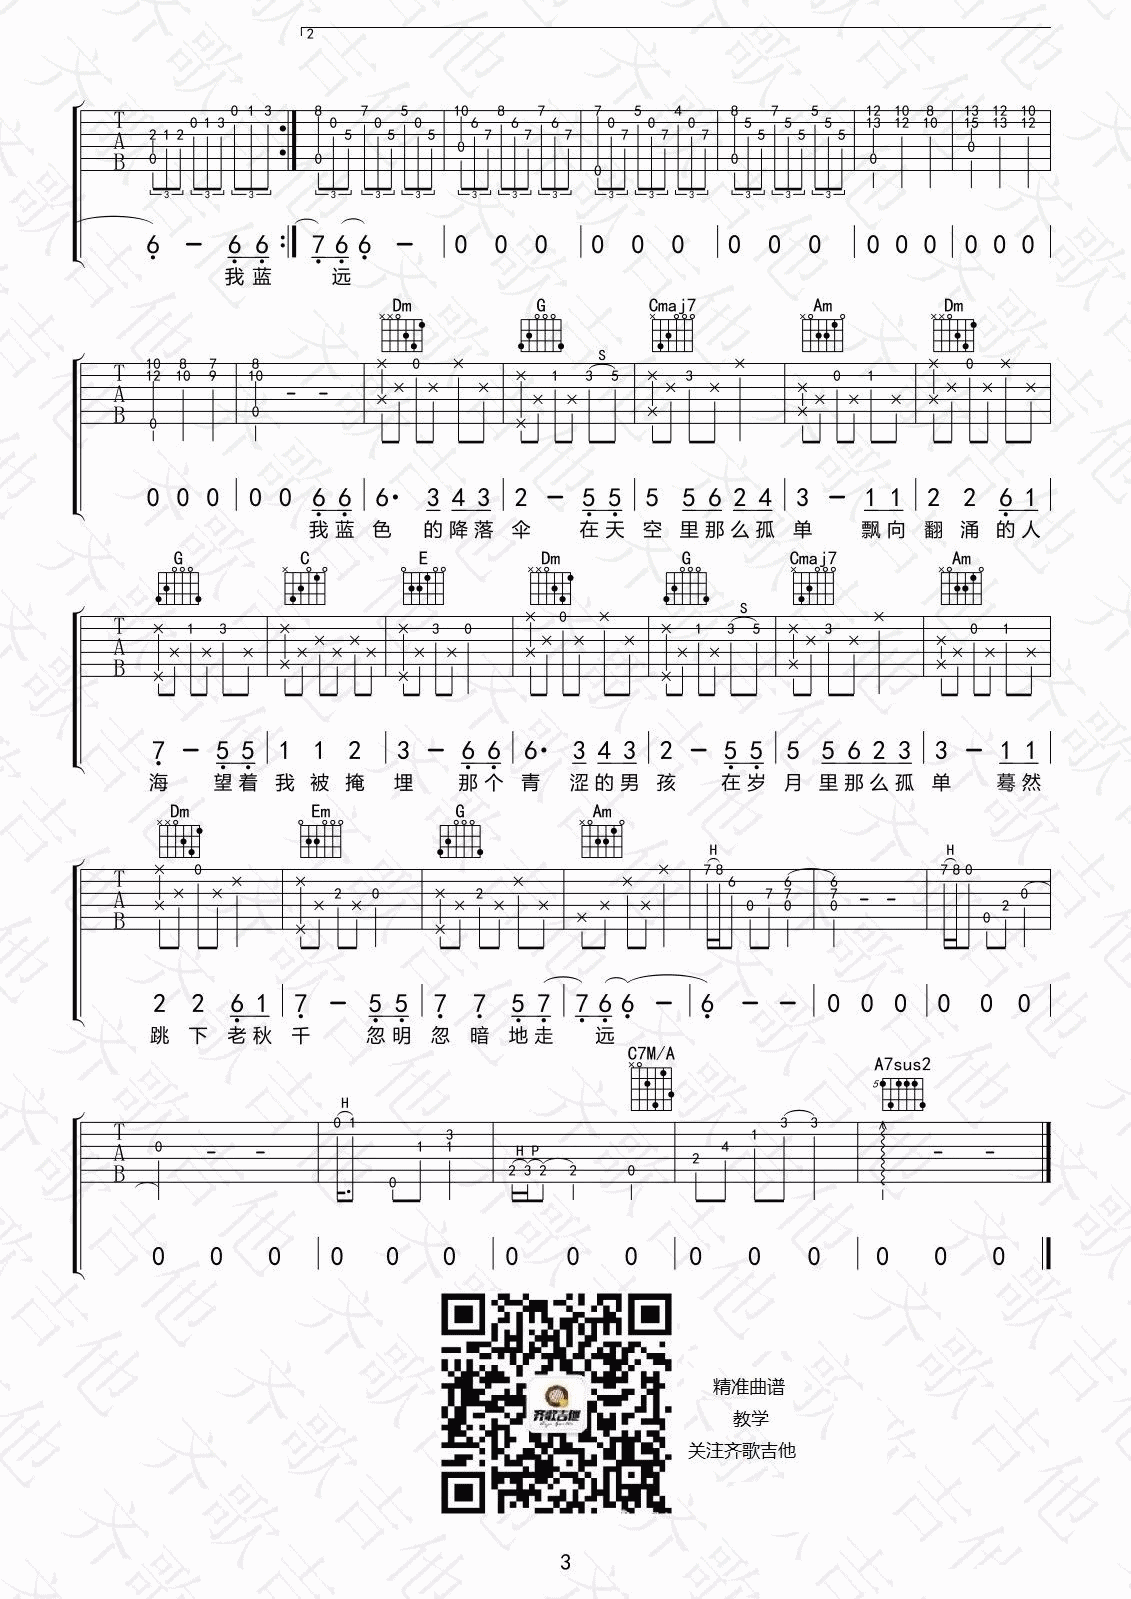 2
6 - 6 6 7 6 6 - 0 0 0 0 0 0 0 0 0 0 0 0 0 0 0
我 蓝 远
Dm G Cmaj7 Am Dm
S
0 0 0 0 0 6 6 6· 3 4 3 2 - 5 5 5 5 6 2 4 3 - 1 1 2 2 6 1
我 蓝 色 的 降 落 伞 在 天 空 里 那 么 孤 单 飘 向 翻 涌 的 人
G C E Dm G Cmaj7 Am
S
7 - 5 5 1 1 2 3 - 6 6 6· 3 4 3 2 - 5 5 5 5 6 2 3 3 - 1 1
海 望 着 我 被 掩 埋 那 个 青 涩 的 男 孩 在 岁 月 里 那 么 孤 单 蓦 然
Dm Em G Am
H H
2 2 6 1 7 - 5 5 7 7 5 7 7 6 6 - 6 - - 0 0 0 0 0 0
跳 下 老 秋 千 忽 明 忽 暗 地 走 远
C7M/A A7sus2
H H P
0 0 0 0 0 0 0 0 0 0 0 0 0 0 0
齐歌吉他
精准曲谱
教学
关注齐歌吉他
3